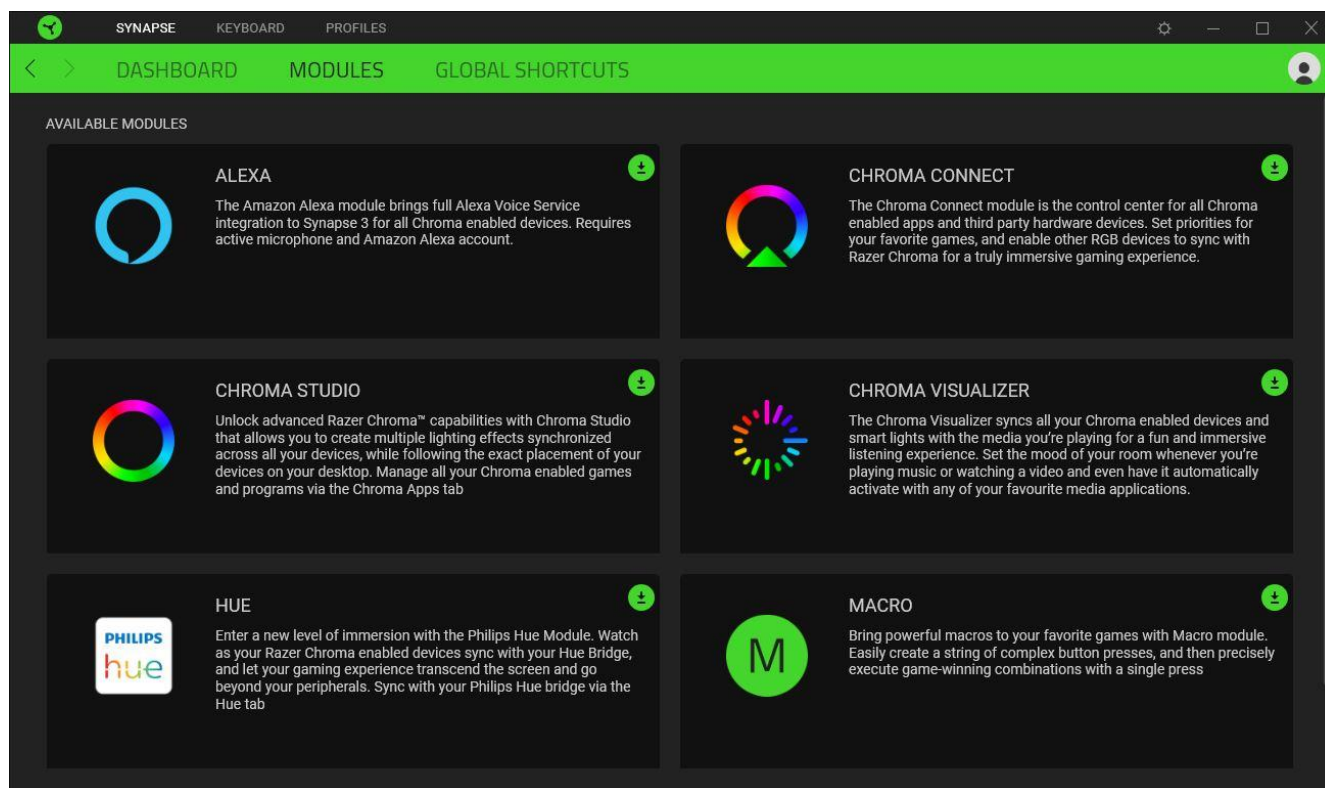 SYNAPSE KEYBOARD PROFILES
DASHBOARD MODULES GLOBAL SHORTCUTS
AVAILABLE MODULES
ALEXA
The Amazon Alexa module brings full Alexa Voice Service
integration to Synapse 3 for all Chroma enabled devices. Requires
active microphone and Amazon Alexa account.
CHROMA CONNECT
The Chroma Connect module is the control center for all Chroma
enabled apps and third party hardware devices. Set priorities for
your favorite games, and enable other RGB devices to sync with
Razer Chroma for a truly immersive gaming experience.
CHROMA STUDIO
Unlock advanced Razer Chroma™ capabilities with Chroma Studio
that allows you to create multiple lighting effects synchronized
across all your devices, while following the exact placement of your
devices on your desktop. Manage all your Chroma enabled games
and programs via the Chroma Apps tab
CHROMA VISUALIZER
The Chroma Visualizer syncs all your Chroma enabled devices and
smart lights with the media you're playing for a fun and immersive
listening experience. Set the mood of your room whenever you're
playing music or watching a video and even have it automatically
activate with any of your favourite media applications.
PHILIPS
hue
HUE
Enter a new level of immersion with the Philips Hue Module. Watch
as your Razer Chroma enabled devices sync with your Hue Bridge,
and let your gaming experience transcend the screen and go
beyond your peripherals. Sync with your Philips Hue bridge via the
Hue tab
M
MACRO
Bring powerful macros to your favorite games with Macro module.
Easily create a string of complex button presses, and then precisely
execute game-winning combinations with a single press